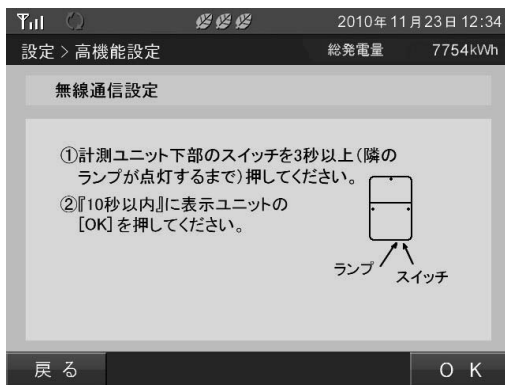 2010年11月23日 12:34
設定 > 高機能設定 総発電量 7754kWh
無線通信設定
①計測ユニット下部のスイッチを3秒以上(隣の
ランプが点灯するまで)押してください。
②『10秒以内』に表示ユニットの
[OK]を押してください。
ランプ スイッチ
戻る OK